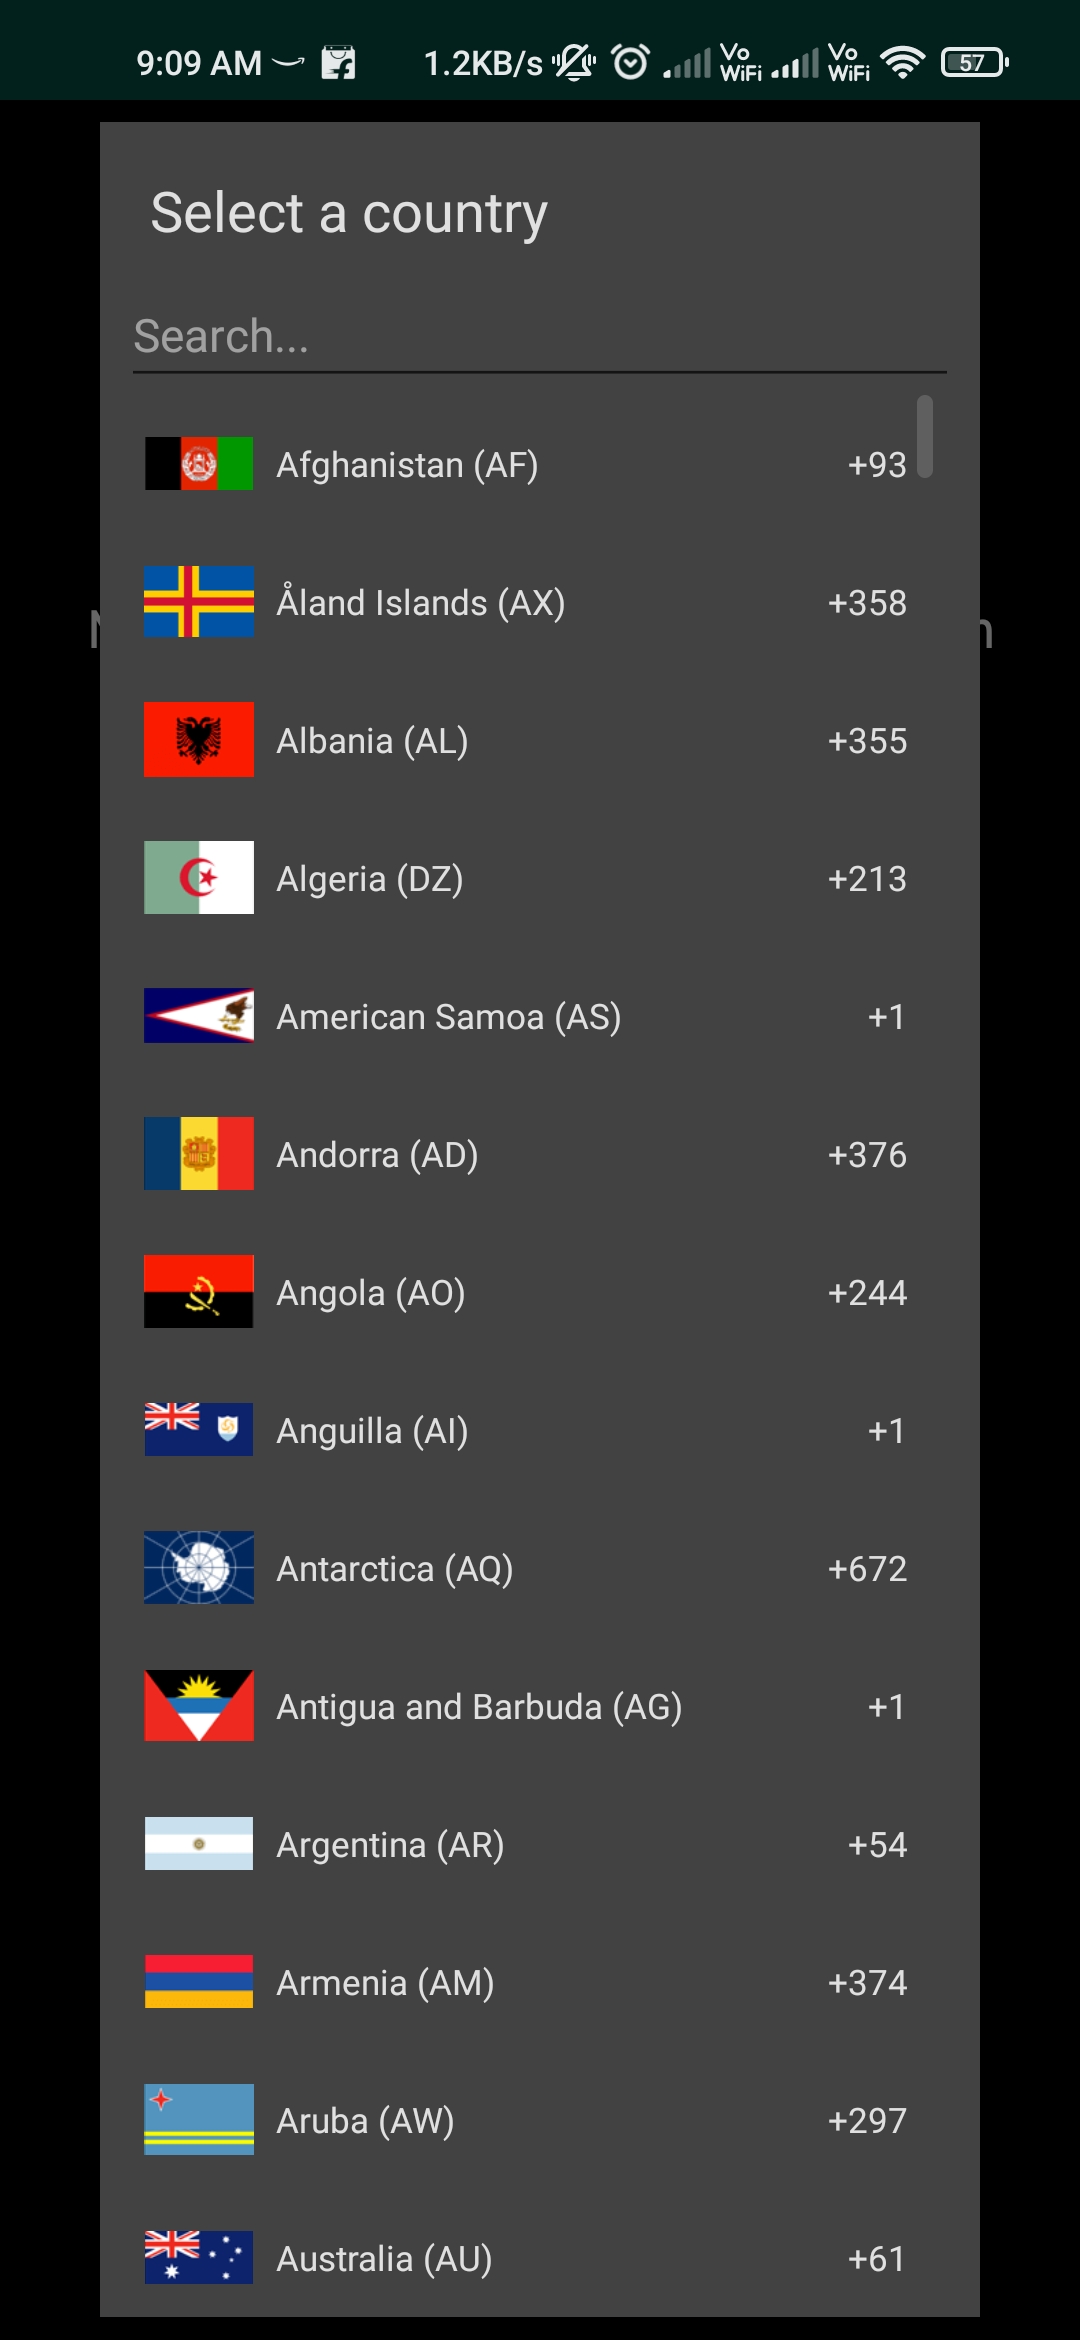 9:09 AM 1.2KB/s Vo WiFi Vo WiFi 57
Select a country
Search...
Afghanistan (AF) +93
Åland Islands (AX) +358
Albania (AL) +355
Algeria (DZ) +213
American Samoa (AS) +1
Andorra (AD) +376
Angola (AO) +244
Anguilla (AI) +1
Antarctica (AQ) +672
Antigua and Barbuda (AG) +1
Argentina (AR) +54
Armenia (AM) +374
Aruba (AW) +297
Australia (AU) +61